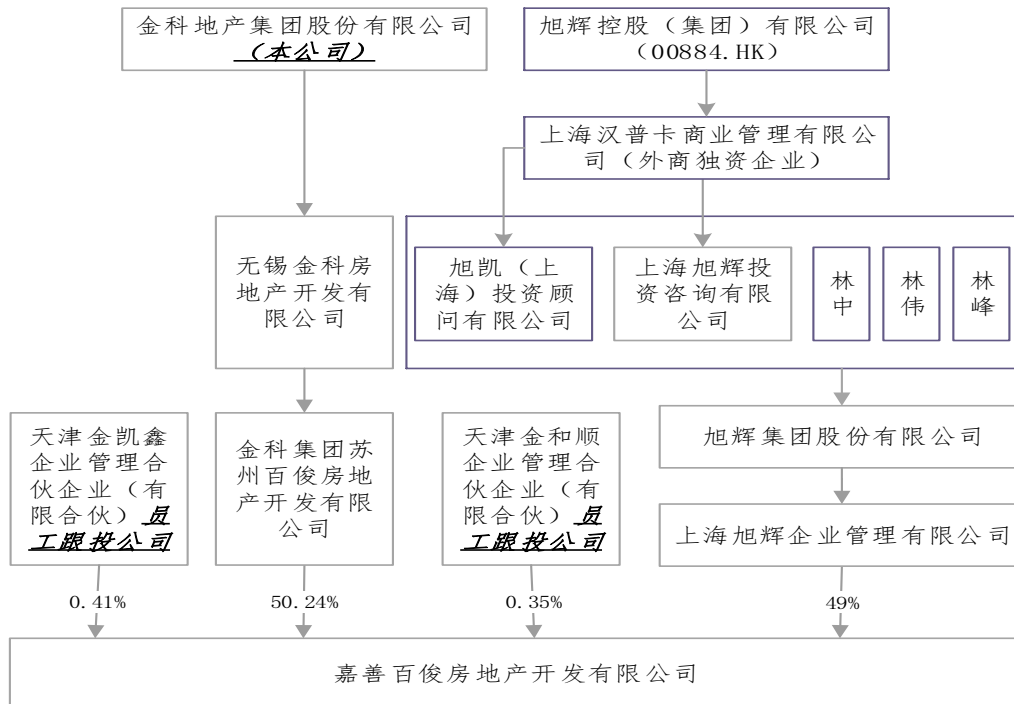 金科地产集团股份有限公司
（本公司）
旭辉控股（集团）有限公司
（00884.HK）
上海汉普卡商业管理有限公
司（外商独资企业）
无锡金科房
地产开发有
限公司
旭凯（上
海）投资顾
问有限公司
上海旭辉投
资咨询有限
公司
林
中
林
伟
林
峰
天津金凯鑫
企业管理合
伙企业（有
限合伙）员
工跟投公司
金科集团苏
州百俊房地
产开发有限
公司
天津金和顺
企业管理合
伙企业（有
限合伙）员
工跟投公司
旭辉集团股份有限公司
上海旭辉企业管理有限公司
0.41%
50.24%
0.35%
49%
嘉善百俊房地产开发有限公司